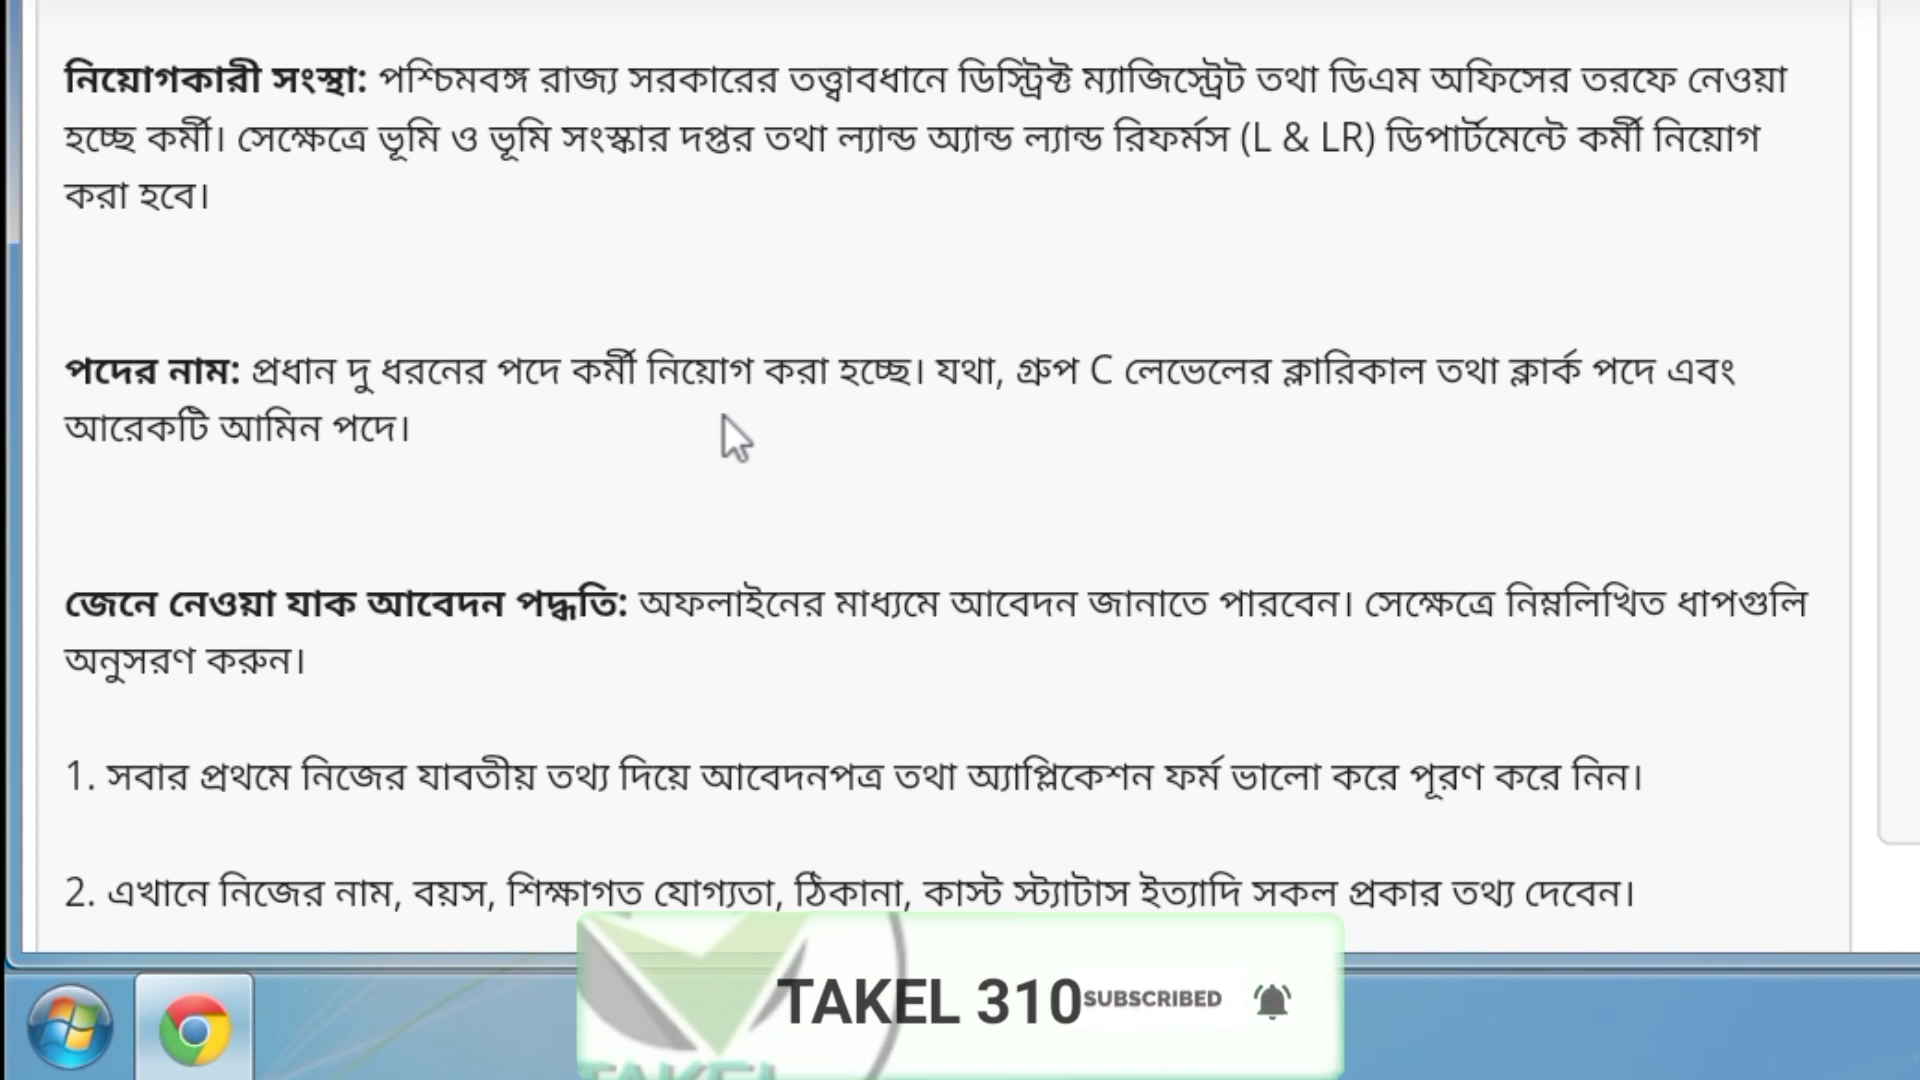 নিয়োগকারী সংস্থা: পশ্চিমবঙ্গ রাজ্য সরকারের তত্ত্বাবধানে ডিস্ট্রিক্ট ম্যাজিস্ট্রেট তথা ডিএম অফিসের তরফে নেওয়া
হচ্ছে কর্মী। সেক্ষেত্রে ভূমি ও ভূমি সংস্কার দপ্তর তথা ল্যান্ড অ্যান্ড ল্যান্ড রিফর্মস (L & LR) ডিপার্টমেন্টে কর্মী নিয়োগ
করা হবে।
পদের নাম: প্রধান দু ধরনের পদে কর্মী নিয়োগ করা হচ্ছে। যথা, গ্রুপ C লেভেলের ক্লারিকাল তথা ক্লার্ক পদে এবং
আরেকটি আমিন পদে।
জেনে নেওয়া যাক আবেদন পদ্ধতি: অফলাইনের মাধ্যমে আবেদন জানাতে পারবেন। সেক্ষেত্রে নিম্নলিখিত ধাপগুলি
অনুসরণ করুন।
1. সবার প্রথমে নিজের যাবতীয় তথ্য দিয়ে আবেদনপত্র তথা অ্যাপ্লিকেশন ফর্ম ভালো করে পূরণ করে নিন।
2. এখানে নিজের নাম, বয়স, শিক্ষাগত যোগ্যতা, ঠিকানা, কাস্ট স্ট্যাটাস ইত্যাদি সকল প্রকার তথ্য দেবেন।
TAKEL 310 SUBSCRIBED
TAKEL